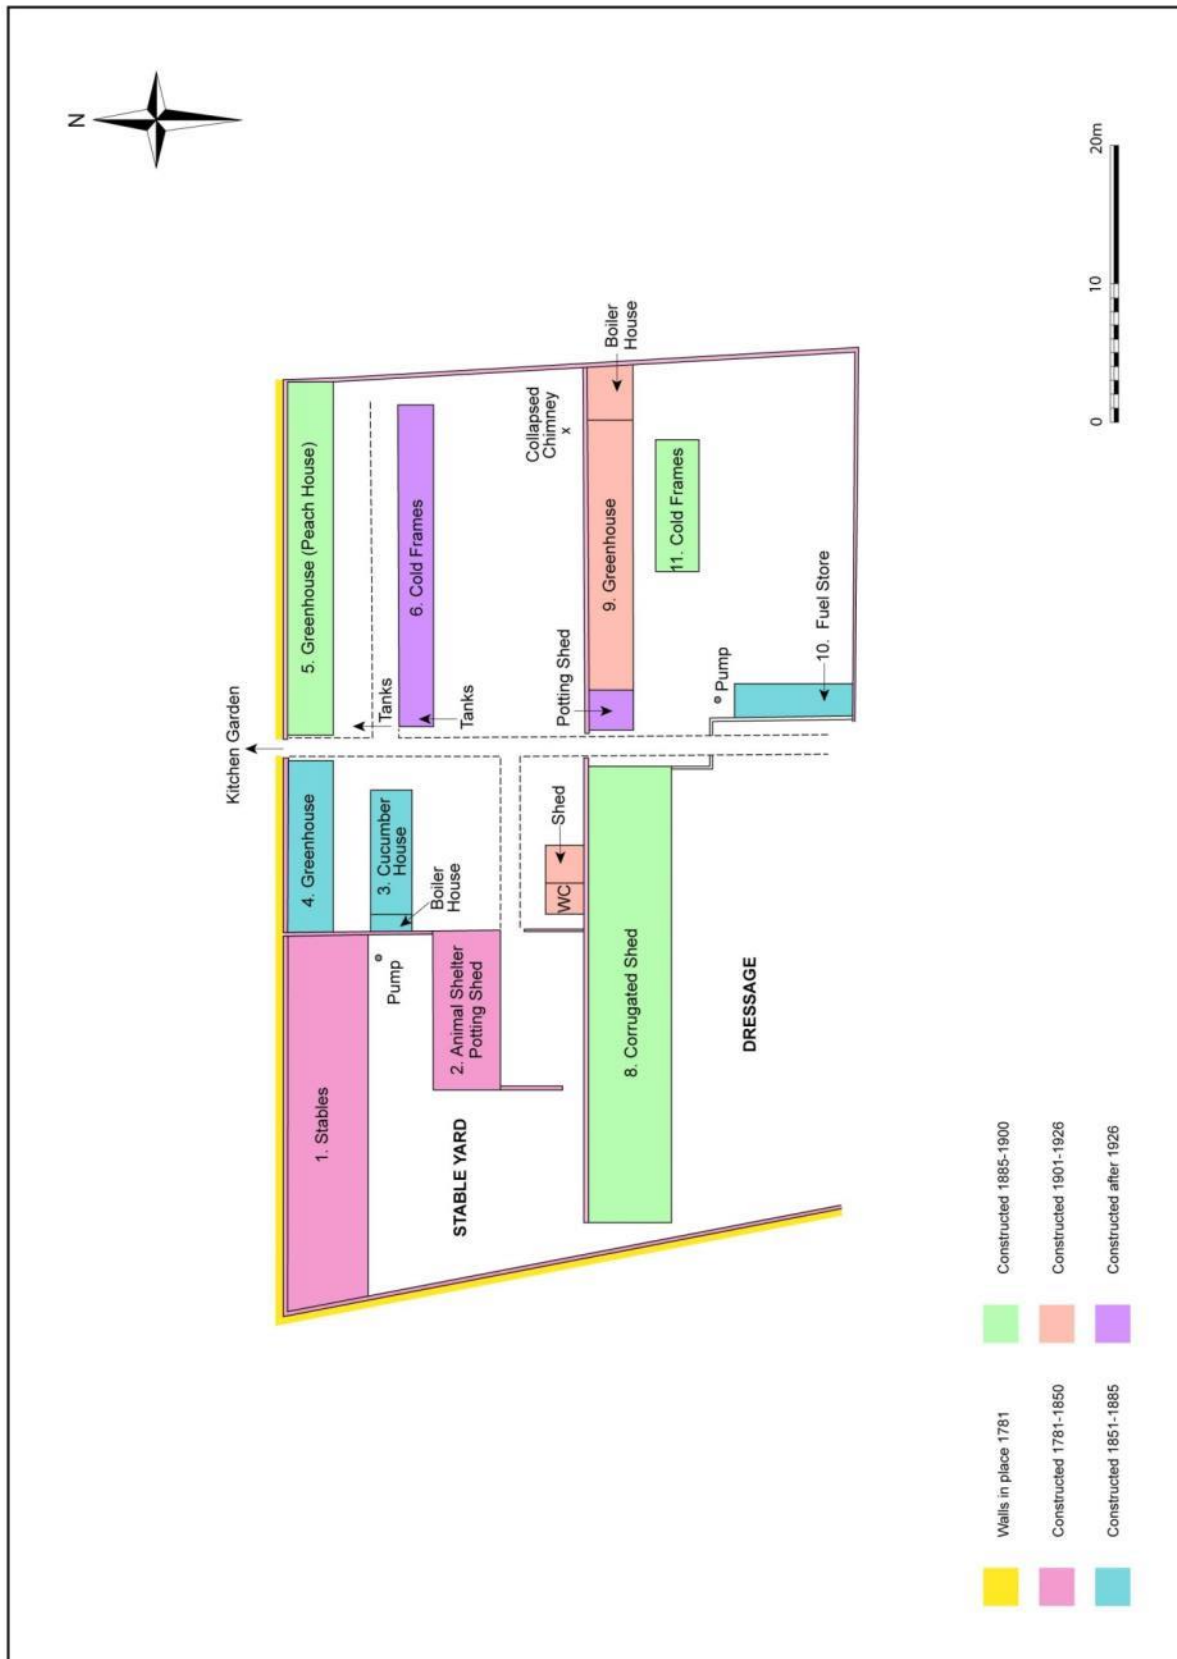 N
Kitchen Garden
1. Stables
4. Greenhouse
5. Greenhouse (Peach House)
Pump
3. Cucumber
House
Boiler
House
Tanks
2. Animal Shelter
Potting Shed
6. Cold Frames
Tanks
STABLE YARD
WC
Shed
Collapsed
Chimney
x
Potting Shed
9. Greenhouse
Boiler
House
8. Corrugated Shed
11. Cold Frames
Pump
DRESSAGE
10. Fuel Store
Walls in place 1781
Constructed 1781-1850
Constructed 1851-1885
Constructed 1885-1900
Constructed 1901-1926
Constructed after 1926
0
10
20m